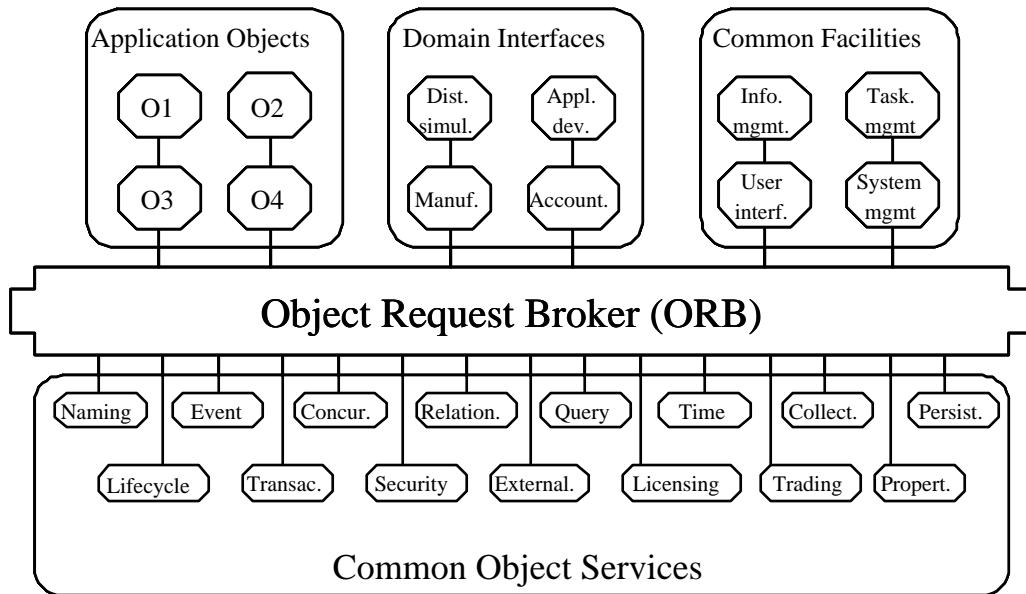 Application Objects
O1
O2
O3
O4
Domain Interfaces
Dist.
simul.
Appl.
dev.
Manuf.
Account.
Common Facilities
Info.
mgmt.
Task.
mgmt
User
interf.
System
mgmt
Object Request Broker (ORB)
Naming
Event
Concur.
Relation.
Query
Time
Collect.
Persist.
Lifecycle
Transac.
Security
External.
Licensing
Trading
Propert.
Common Object Services